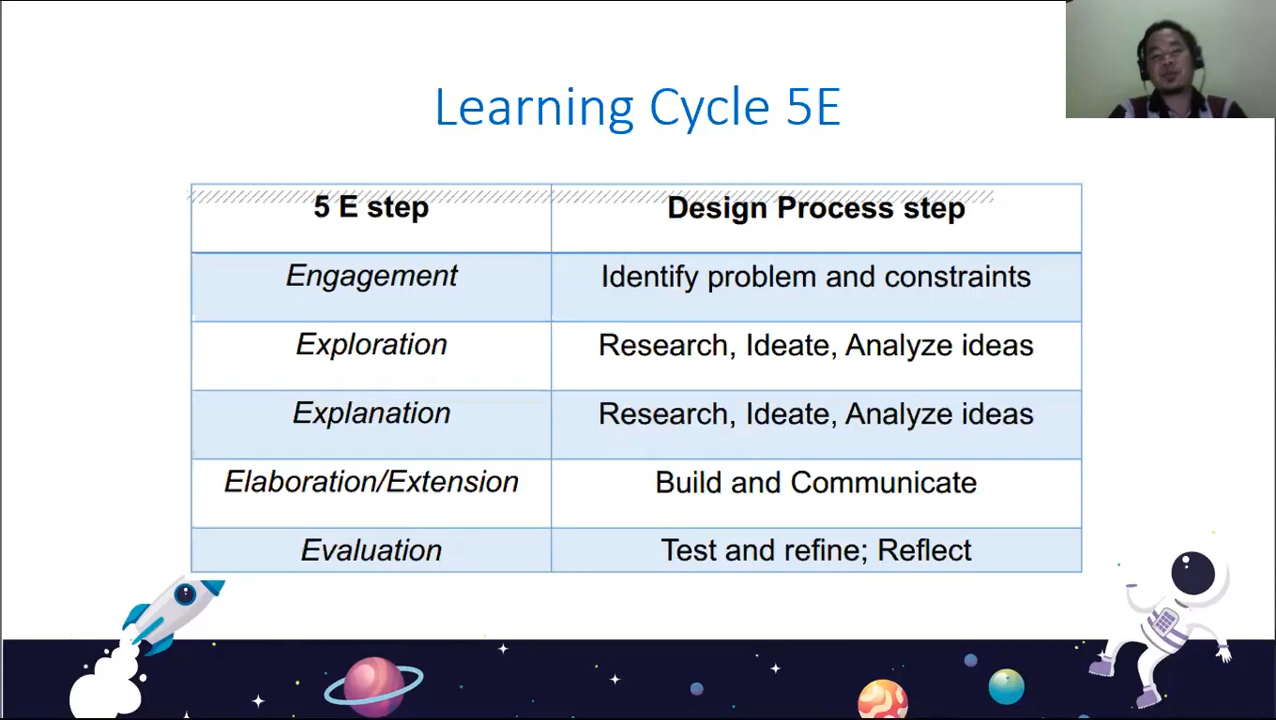 Learning Cycle 5E
5 E step Design Process step
Engagement Identify problem and constraints
Exploration Research, Ideate, Analyze ideas
Explanation Research, Ideate, Analyze ideas
Elaboration/Extension Build and Communicate
Evaluation Test and refine; Reflect